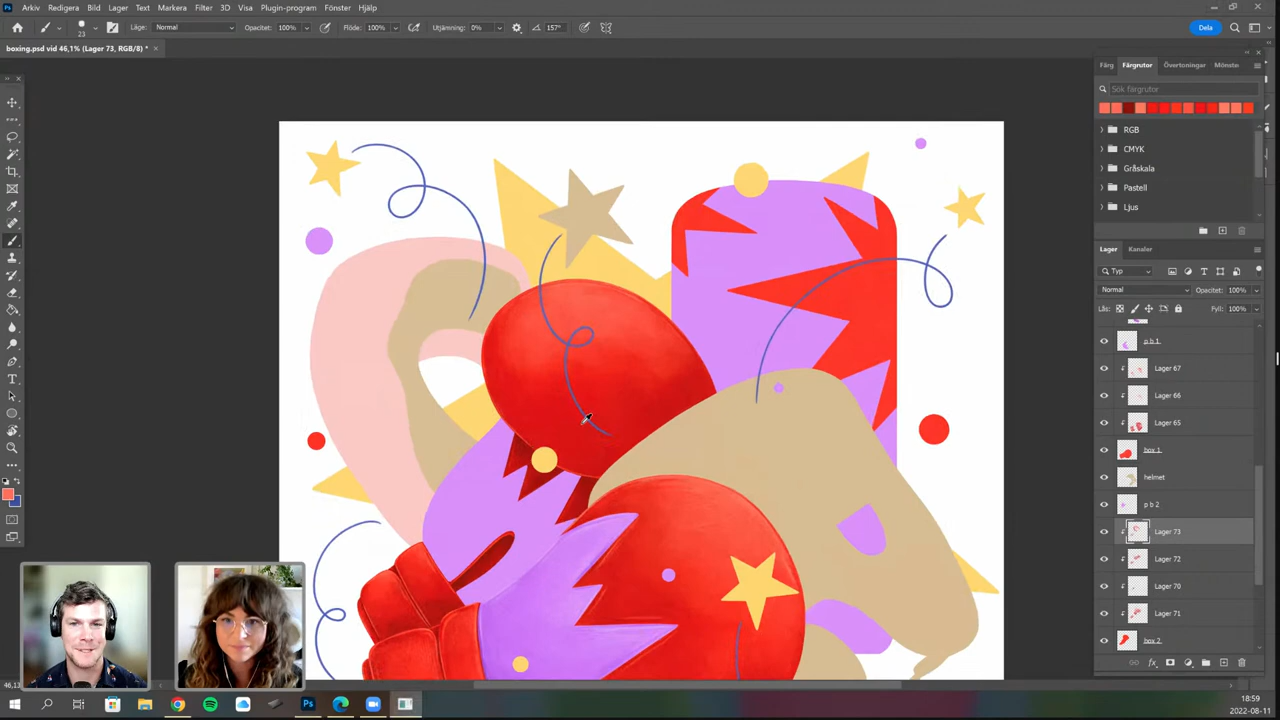 Arkiv Redigera Bild Lager Text Markera Filter 3D Visa Plugin-program Fönster Hjälp
23 Läge: Normal Opacitet: 100% Flöde: 100% Utjämning: 0% 157° Dela
boxing.psd vid 46,1% (Lager 73, RGB/8) * ×
Färg Färgrutor Övertoningar Mönster
Sök färgrutor
RGB
CMYK
Gråskala
Pastell
Ljus
Lager Kanaler
Typ
Normal Opacitet: 100%
Lås: Fyll: 100%
p b 1
Lager 67
Lager 66
Lager 65
box 1
helmet
p b 2
Lager 73
Lager 72
Lager 70
Lager 71
box 2
18:59
2022-08-11